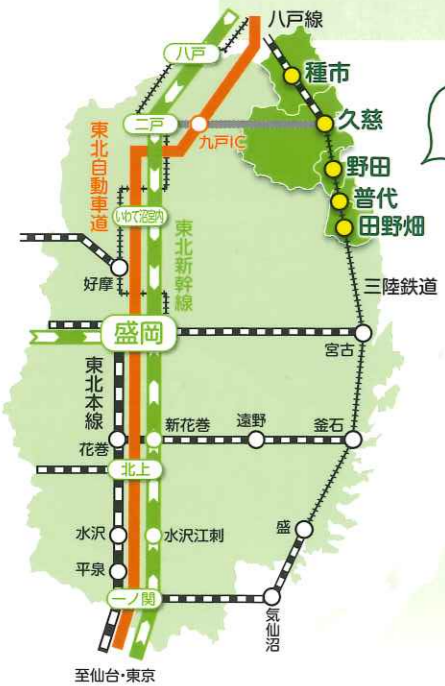 八戸線
八戸
種市
二戸
久慈
九戸IC
東北自動車道
野田
普代
いわて沼宮内
田野畑
東北新幹線
好摩
三陸鉄道
盛岡
宮古
東北本線
新花巻
遠野
釜石
花巻
北上
水沢
水沢江刺
盛
平泉
一ノ関
気仙沼
至仙台・東京